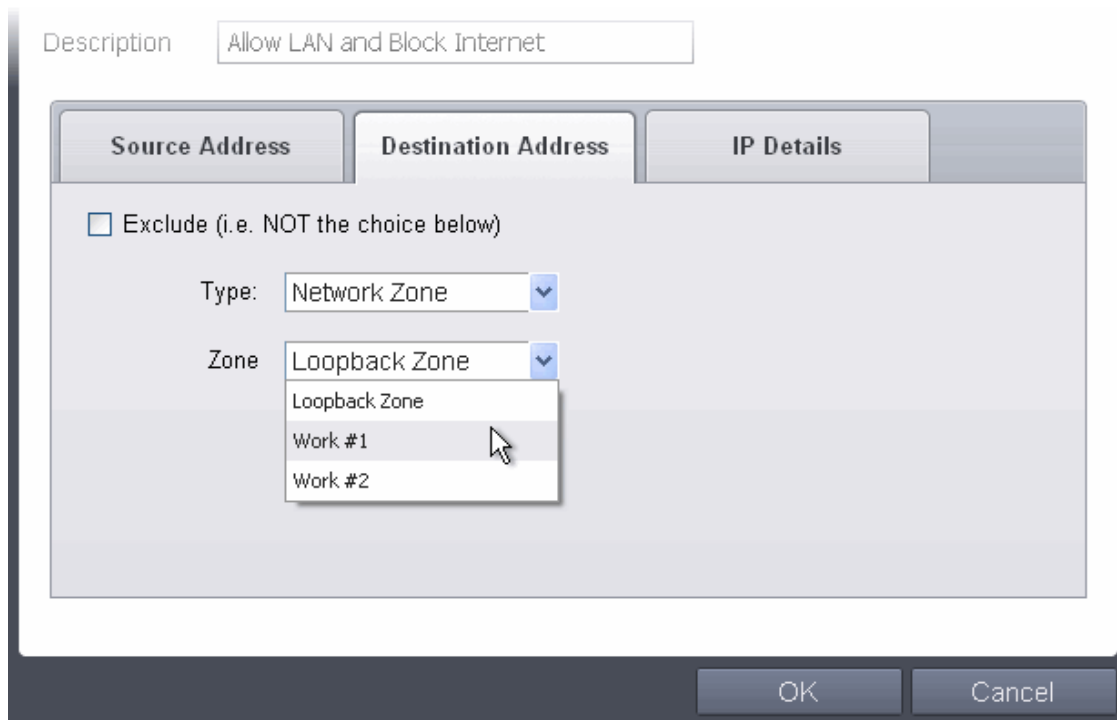 Description Allow LAN and Block Internet
Source Address Destination Address IP Details
Exclude (i.e. NOT the choice below)
Type: Network Zone
Zone Loopback Zone
Loopback Zone
Work #1
Work #2
OK Cancel